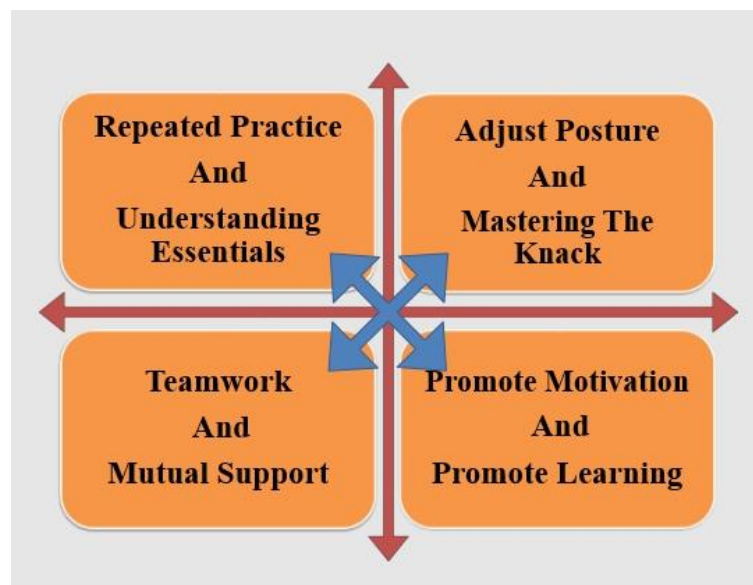 Repeated Practice
And
Understanding
Essentials
Adjust Posture
And
Mastering The
Knack
Teamwork
And
Mutual Support
Promote Motivation
And
Promote Learning